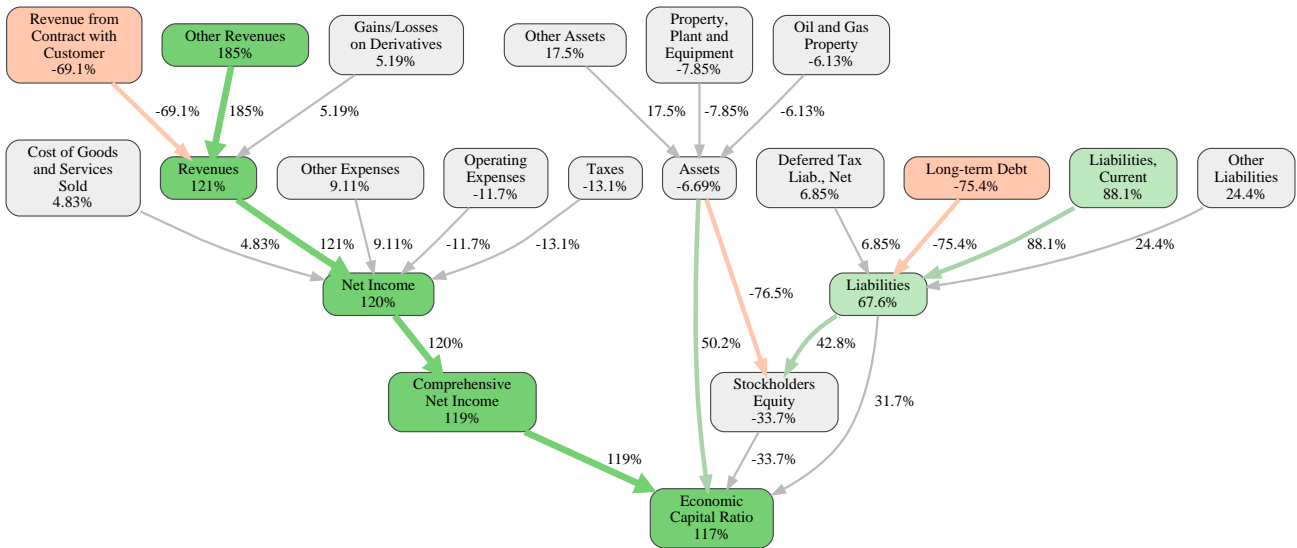 Revenue from
Contract with
Customer
-69.1%
Other Revenues
185%
Gains/Losses
on Derivatives
5.19%
Other Assets
17.5%
Property,
Plant and
Equipment
-7.85%
Oil and Gas
Property
-6.13%
-69.1%
185%
5.19%
17.5%
-7.85%
-6.13%
Cost of Goods
and Services
Sold
4.83%
Revenues
121%
Other Expenses
9.11%
Operating
Expenses
-11.7%
Taxes
-13.1%
Assets
-6.69%
Deferred Tax
Liab., Net
6.85%
Long-term Debt
-75.4%
Liabilities,
Current
88.1%
Other
Liabilities
24.4%
4.83%
121%
9.11%
-11.7%
-13.1%
6.85%
-75.4%
88.1%
24.4%
Net Income
120%
-76.5%
Liabilities
67.6%
120%
50.2%
42.8%
Comprehensive
Net Income
119%
Stockholders
Equity
-33.7%
31.7%
119%
-33.7%
Economic
Capital Ratio
117%